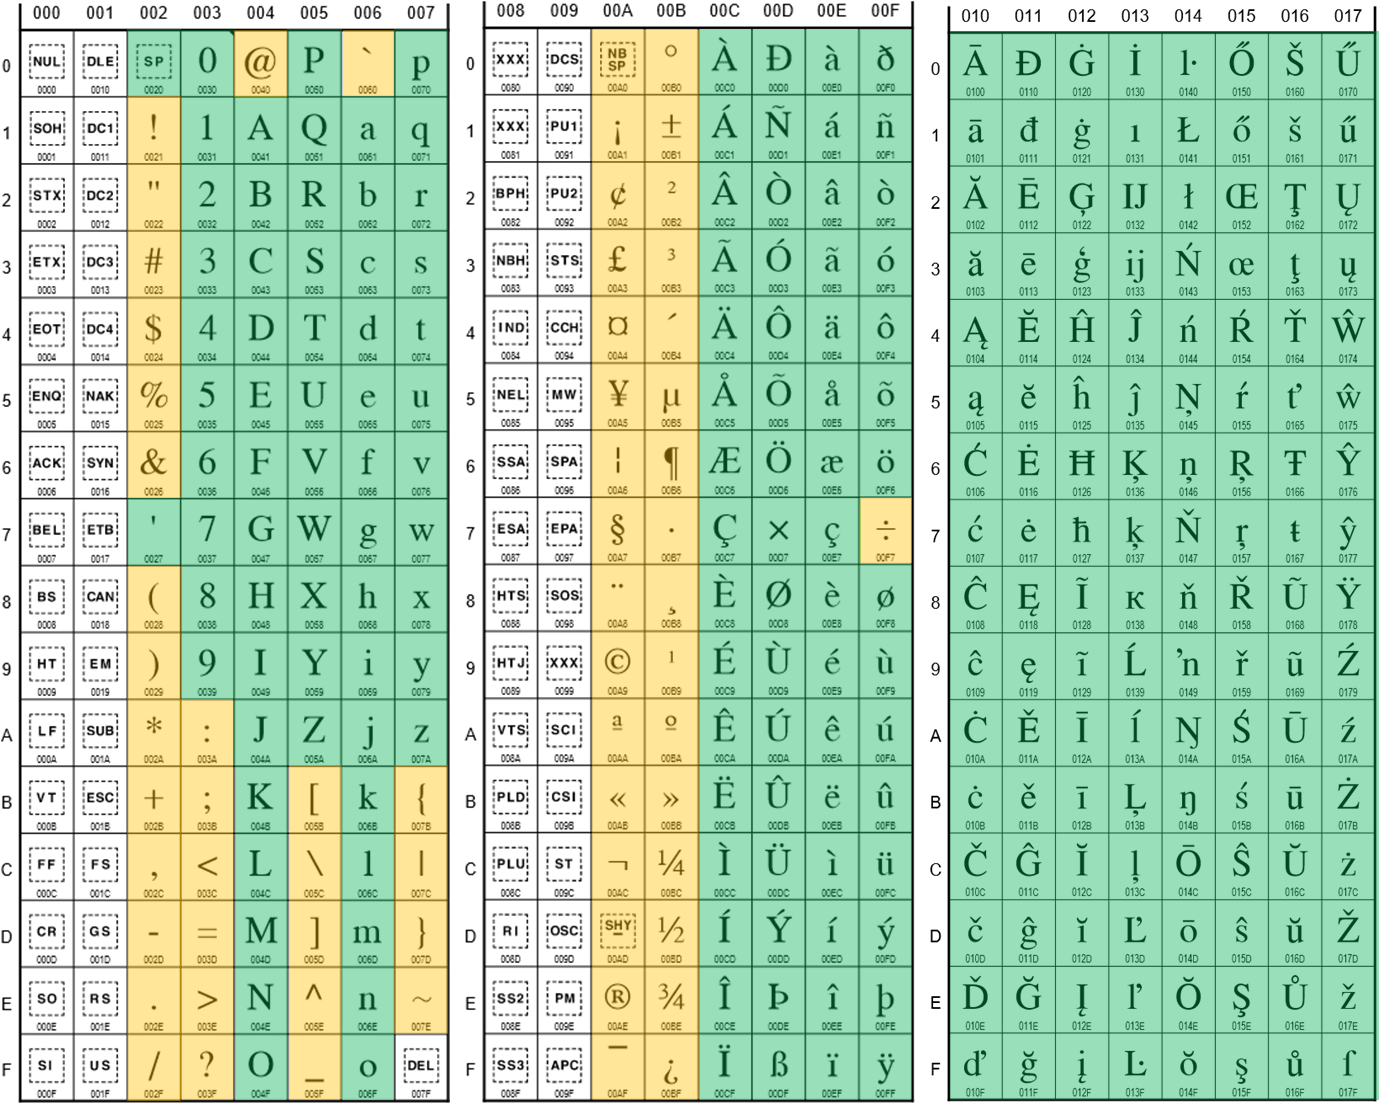 000 001 002 003 004 005 006 007
0 NUL DLE SP 0 @ P ` p
0000 0010 0020 0030 0040 0050 0060 0070
1 SOH DC1 ! 1 A Q a q
0001 0011 0021 0031 0041 0051 0061 0071
2 STX DC2 " 2 B R b r
0002 0012 0022 0032 0042 0052 0062 0072
3 ETX DC3 # 3 C S c s
0003 0013 0023 0033 0043 0053 0063 0073
4 EOT DC4 $ 4 D T d t
0004 0014 0024 0034 0044 0054 0064 0074
5 ENQ NAK % 5 E U e u
0005 0015 0025 0035 0045 0055 0065 0075
6 ACK SYN & 6 F V f v
0006 0016 0026 0036 0046 0056 0066 0076
7 BEL ETB ' 7 G W g w
0007 0017 0027 0037 0047 0057 0067 0077
8 BS CAN ( 8 H X h x
0008 0018 0028 0038 0048 0058 0068 0078
9 HT EM ) 9 I Y i y
0009 0019 0029 0039 0049 0059 0069 0079
A LF SUB * : J Z j z
000A 001A 002A 003A 004A 005A 006A 007A
B VT ESC + ; K [ k {
000B 001B 002B 003B 004B 005B 006B 007B
C FF FS , < L \ l |
000C 001C 002C 003C 004C 005C 006C 007C
D CR GS - = M ] m }
000D 001D 002D 003D 004D 005D 006D 007D
E SO RS . > N ^ n ~
000E 001E 002E 003E 004E 005E 006E 007E
F SI US / ? O _ o DEL
000F 001F 002F 003F 004F 005F 006F 007F
008 009 00A 00B 00C 00D 00E 00F
0 XXX DCS NB SP ° À Ð à ð
0080 0090 00A0 00B0 00C0 00D0 00E0 00F0
1 XXX PU1 ¡ ± Á Ñ á ñ
0081 0091 00A1 00B1 00C1 00D1 00E1 00F1
2 BPH PU2 ¢ ² Â Ò â ò
0082 0092 00A2 00B2 00C2 00D2 00E2 00F2
3 NBH STS £ ³ Ã Ó ã ó
0083 0093 00A3 00B3 00C3 00D3 00E3 00F3
4 IND CCH ¤ ´ Ä Ô ä ô
0084 0094 00A4 00B4 00C4 00D4 00E4 00F4
5 NEL MW ¥ µ Å Õ å õ
0085 0095 00A5 00B5 00C5 00D5 00E5 00F5
6 SSA SPA ¦ ¶ Æ Ö æ ö
0086 0096 00A6 00B6 00C6 00D6 00E6 00F6
7 ESA EPA § · Ç × ç ÷
0087 0097 00A7 00B7 00C7 00D7 00E7 00F7
8 HTS SOS ¨ ¸ È Ø è ø
0088 0098 00A8 00B8 00C8 00D8 00E8 00F8
9 HTJ XXX © ¹ É Ù é ù
0089 0099 00A9 00B9 00C9 00D9 00E9 00F9
A VTS SCI ª º Ê Ú ê ú
008A 009A 00AA 00BA 00CA 00DA 00EA 00FA
B PLD CSI « » Ë Û ë û
008B 009B 00AB 00BB 00CB 00DB 00EB 00FB
C PLU ST ¬ ¼ Ì Ü ì ü
008C 009C 00AC 00BC 00CC 00DC 00EC 00FC
D RI OSC SHY ½ Í Ý í ý
008D 009D 00AD 00BD 00CD 00DD 00ED 00FD
E SS2 PM ® ¾ Î Þ î þ
008E 009E 00AE 00BE 00CE 00DE 00EE 00FE
F SS3 APC ¯ ¿ Ï ß ï ÿ
008F 009F 00AF 00BF 00CF 00DF 00EF 00FF
010 011 012 013 014 015 016 017
0 Ā Đ Ġ İ ŀ Ő Š Ű
0100 0110 0120 0130 0140 0150 0160 0170
1 ā đ ġ ı Ł ő š ű
0101 0111 0121 0131 0141 0151 0161 0171
2 Ă Ē Ģ IJ ł Œ Ţ Ų
0102 0112 0122 0132 0142 0152 0162 0172
3 ă ē ģ ij Ń œ ţ ų
0103 0113 0123 0133 0143 0153 0163 0173
4 Ą Ĕ Ĥ Ĵ ń Ŕ Ť Ŵ
0104 0114 0124 0134 0144 0154 0164 0174
5 ą ĕ ĥ ĵ Ņ ŕ ť ŵ
0105 0115 0125 0135 0145 0155 0165 0175
6 Ć Ė Ħ Ķ ņ Ŗ Ŧ Ŷ
0106 0116 0126 0136 0146 0156 0166 0176
7 ć ė ħ ķ Ň ŗ ŧ ŷ
0107 0117 0127 0137 0147 0157 0167 0177
8 Ĉ Ę Ĩ ĸ ň Ř Ũ Ÿ
0108 0118 0128 0138 0148 0158 0168 0178
9 ĉ ę ĩ Ĺ ʼn ř ũ Ź
0109 0119 0129 0139 0149 0159 0169 0179
A Ċ Ě Ī ĺ Ŋ Ś Ū ź
010A 011A 012A 013A 014A 015A 016A 017A
B ċ ě ī Ļ ŋ ś ū Ż
010B 011B 012B 013B 014B 015B 016B 017B
C Č Ĝ Ĭ ļ Ō Ŝ Ŭ ż
010C 011C 012C 013C 014C 015C 016C 017C
D č ĝ ĭ Ľ ō ŝ ŭ Ž
010D 011D 012D 013D 014D 015D 016D 017D
E Ď Ğ Į ľ Ŏ Ş Ů ž
010E 011E 012E 013E 014E 015E 016E 017E
F ď ğ į Ŀ ŏ ş ů ſ
010F 011F 012F 013F 014F 015F 016F 017F